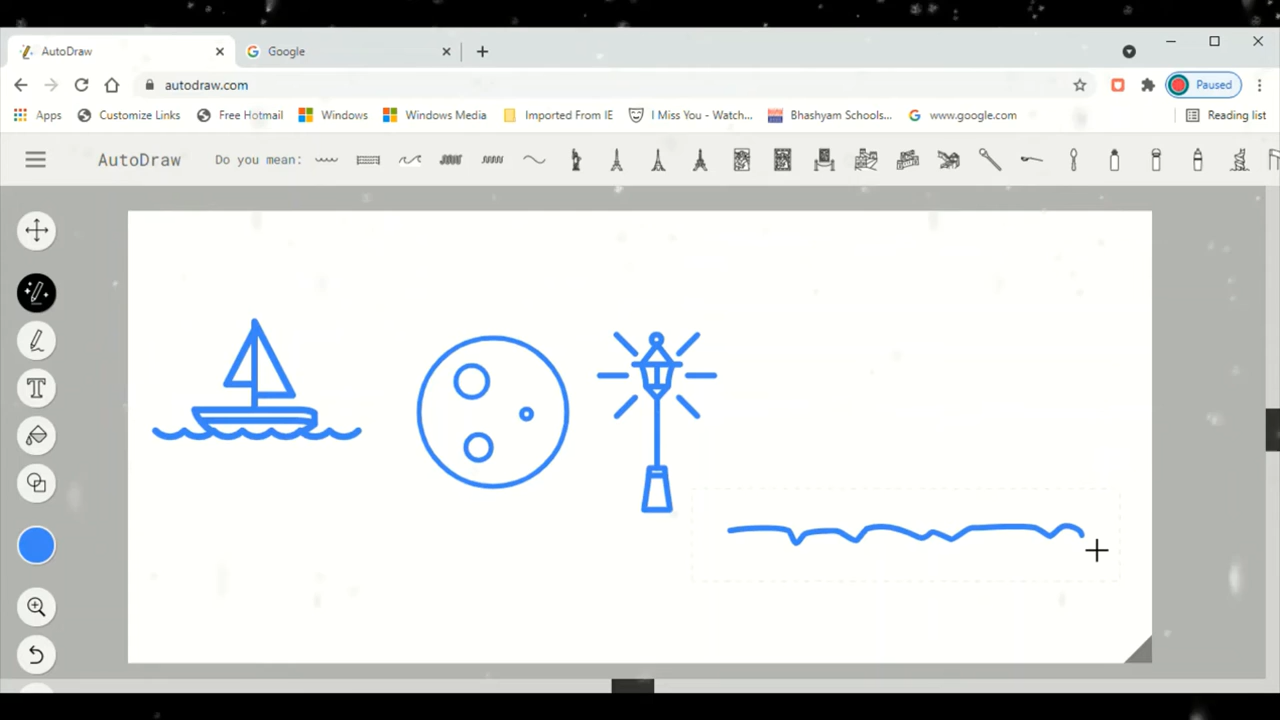 AutoDraw
Google
autodraw.com
Paused
Apps
Customize Links
Free Hotmail
Windows
Windows Media
Imported From IE
I Miss You - Watch...
Bhashyam Schools...
www.google.com
Reading list
AutoDraw
Do you mean:
T